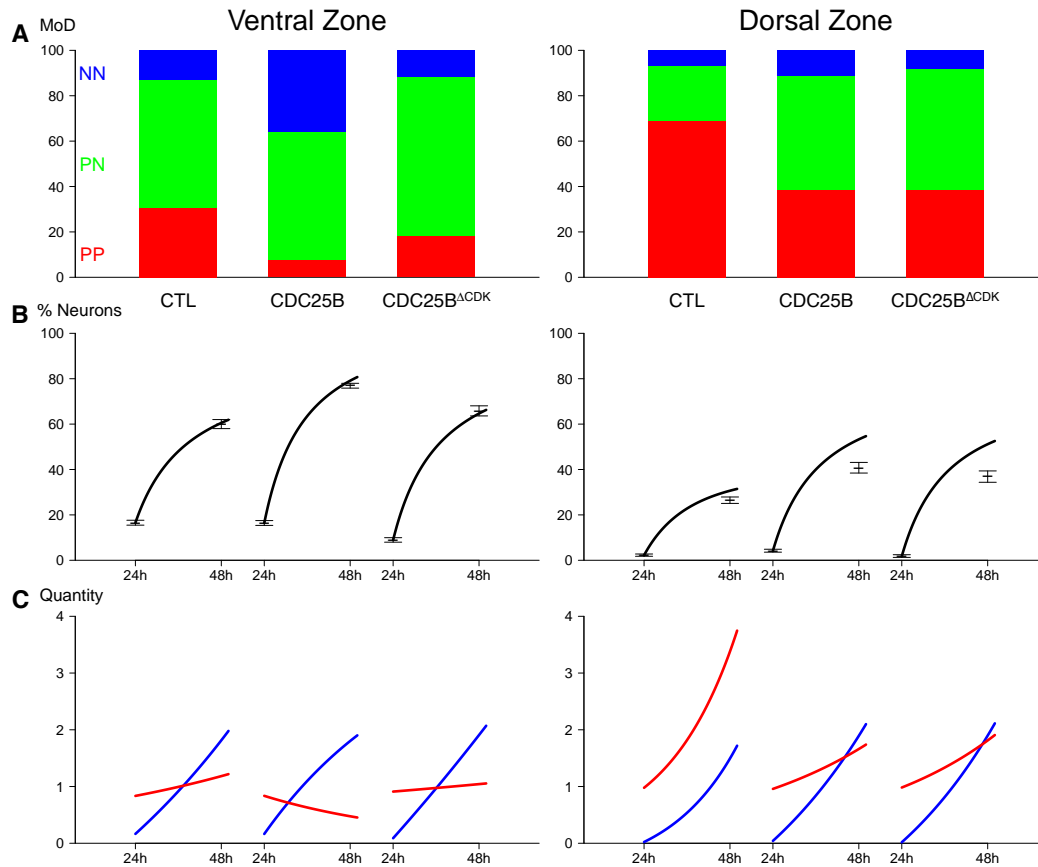 Ventral Zone
Dorsal Zone
A MoD
100
80
60
40
20
0
NN
PN
PP
CTL CDC25B CDC25BΔCDK
100
80
60
40
20
0
CTL CDC25B CDC25BΔCDK
B % Neurons
100
80
60
40
20
0
24h 48h 24h 48h 24h 48h
100
80
60
40
20
0
24h 48h 24h 48h 24h 48h
C Quantity
4
3
2
1
0
24h 48h 24h 48h 24h 48h
4
3
2
1
0
24h 48h 24h 48h 24h 48h